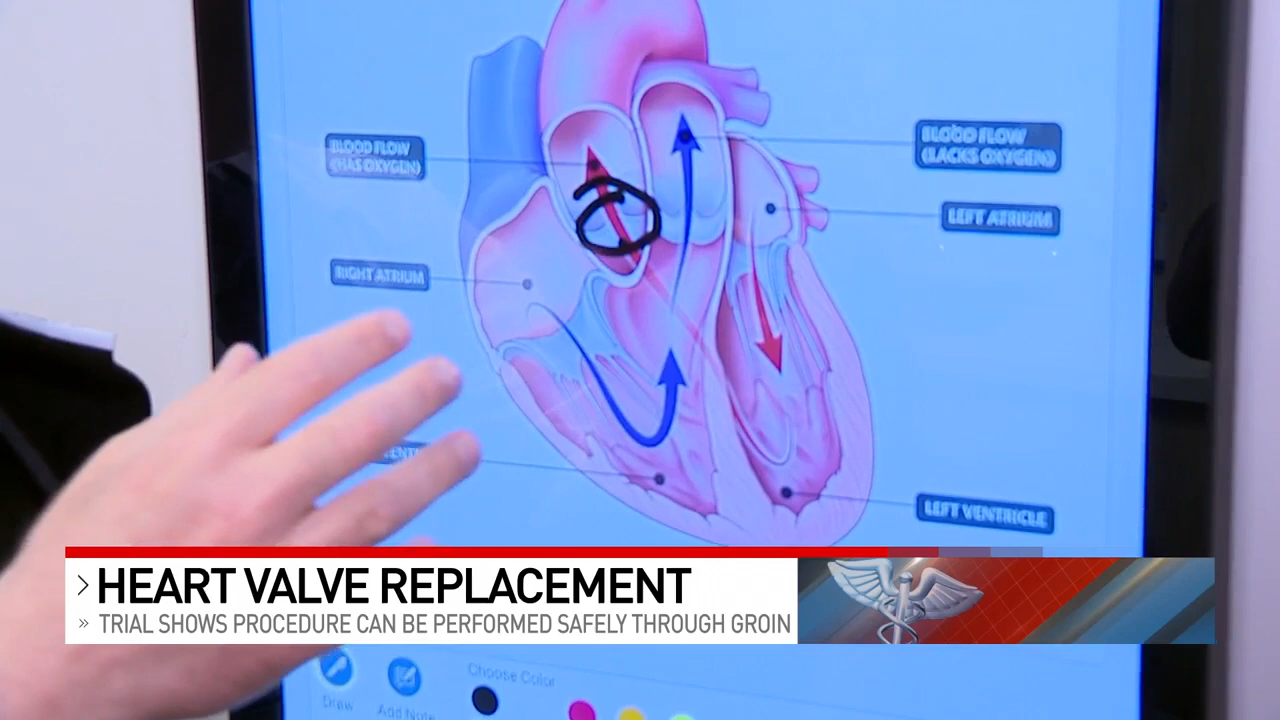 BLOOD FLOW
(HAS OXYGEN)
BLOOD FLOW
(LACKS OXYGEN)
LEFT ATRIUM
RIGHT ATRIUM
LEFT VENTRICLE
HEART VALVE REPLACEMENT
TRIAL SHOWS PROCEDURE CAN BE PERFORMED SAFELY THROUGH GROIN
Choose Color
Draw
Add Note